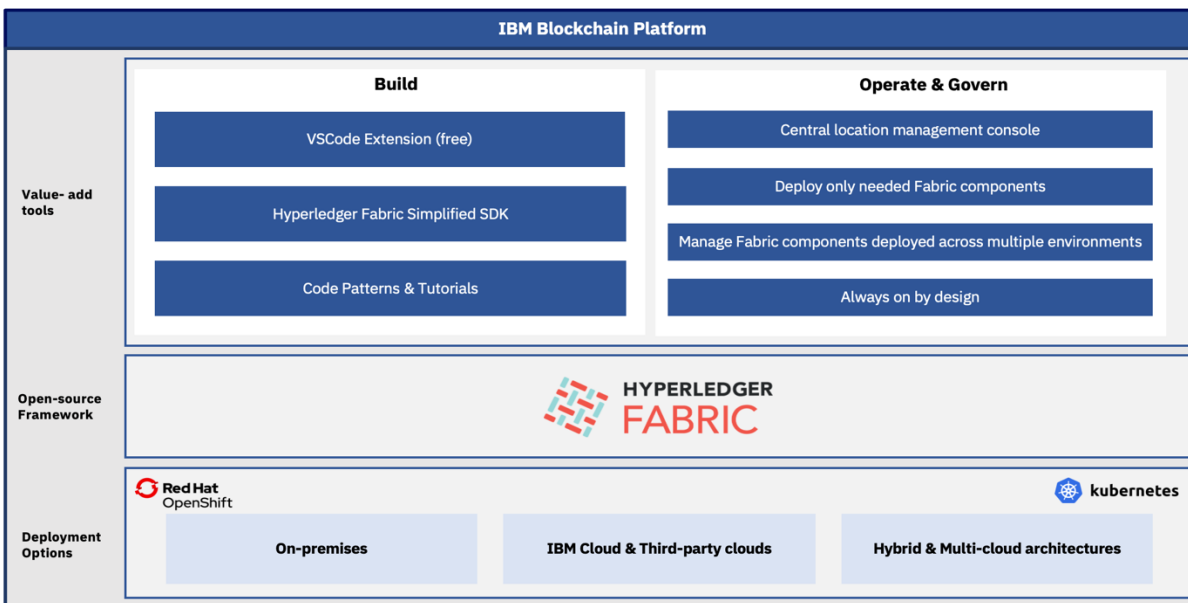 IBM Blockchain Platform
Value- add
tools
Build
VSCode Extension (free)
Hyperledger Fabric Simplified SDK
Code Patterns & Tutorials
Operate & Govern
Central location management console
Deploy only needed Fabric components
Manage Fabric components deployed across multiple environments
Always on by design
Open-source
Framework
HYPERLEDGER
FABRIC
Deployment
Options
Red Hat
OpenShift
kubernetes
On-premises
IBM Cloud & Third-party clouds
Hybrid & Multi-cloud architectures